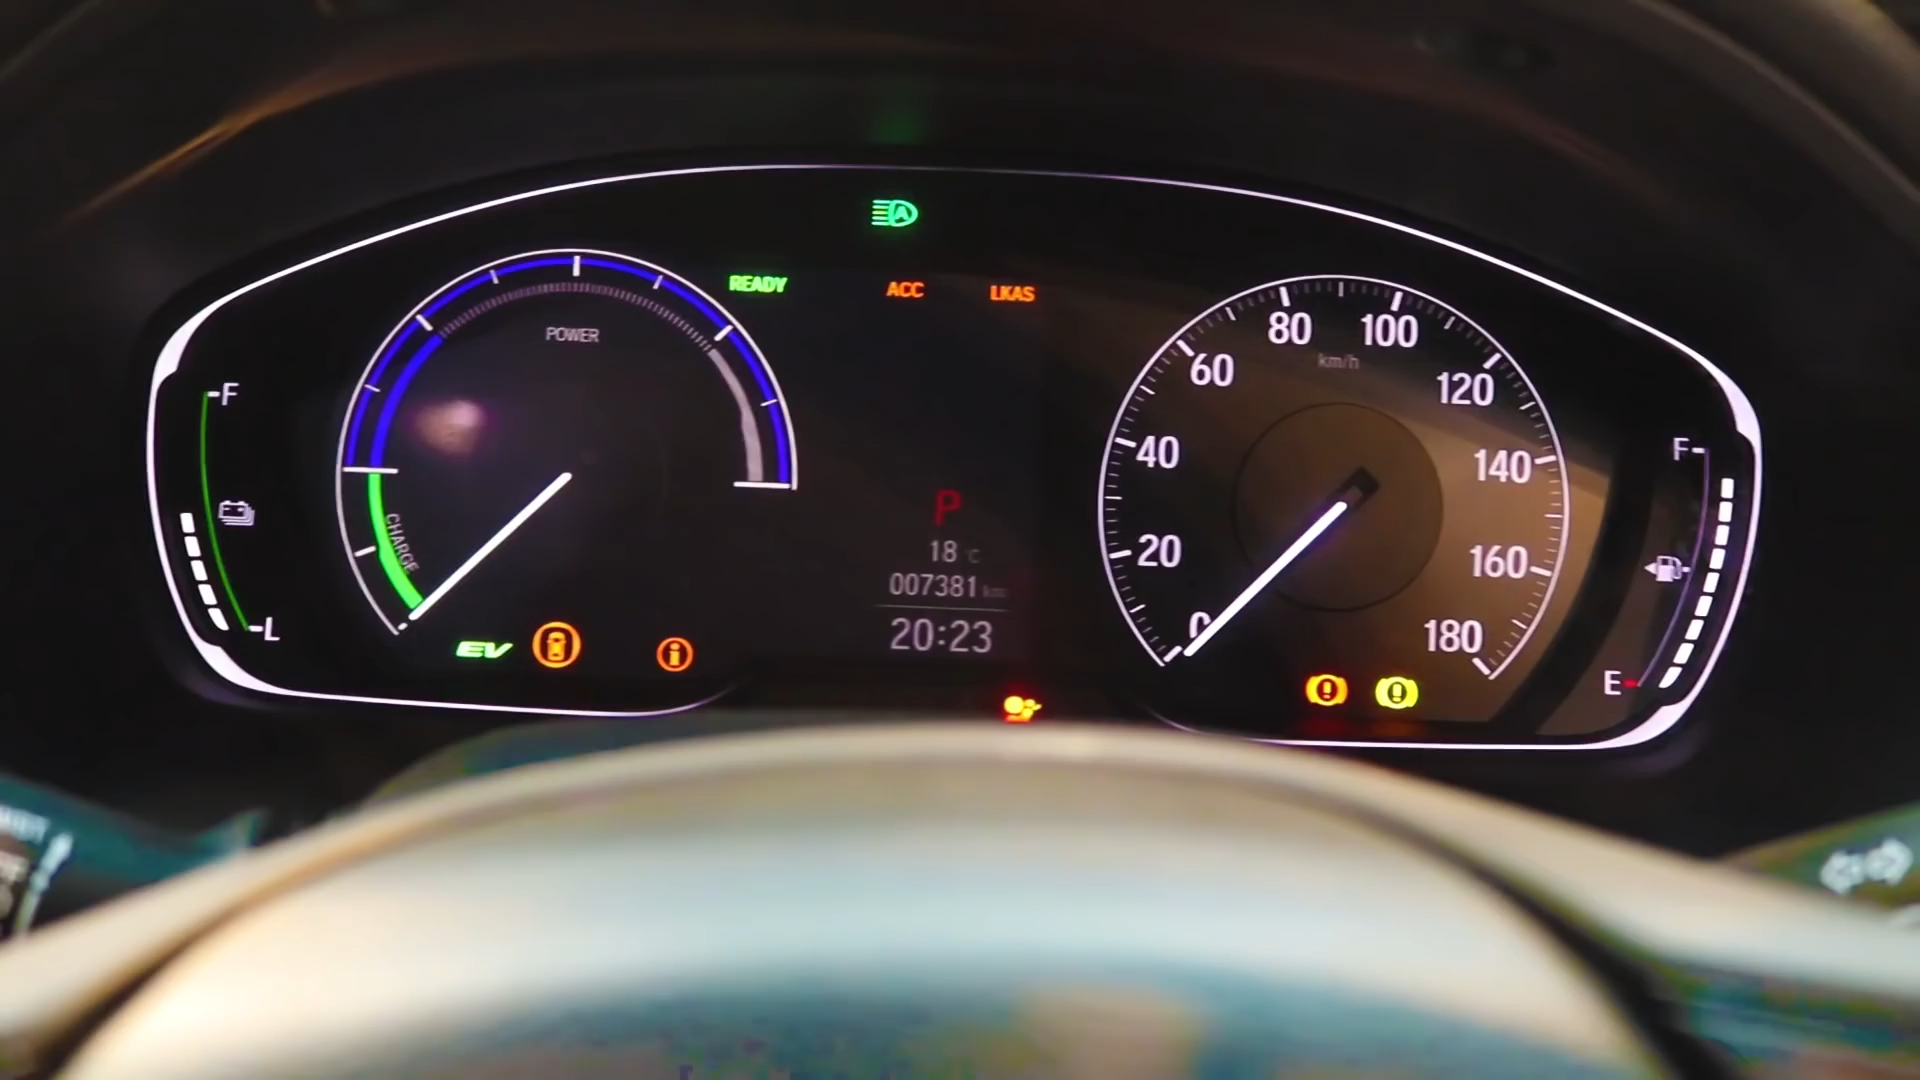 READY
ACC
LKAS
POWER
CHARGE
F
L
EV
P
18 °C
007381 km
20:23
0
20
40
60
80
100
120
140
160
180
km/h
F
E